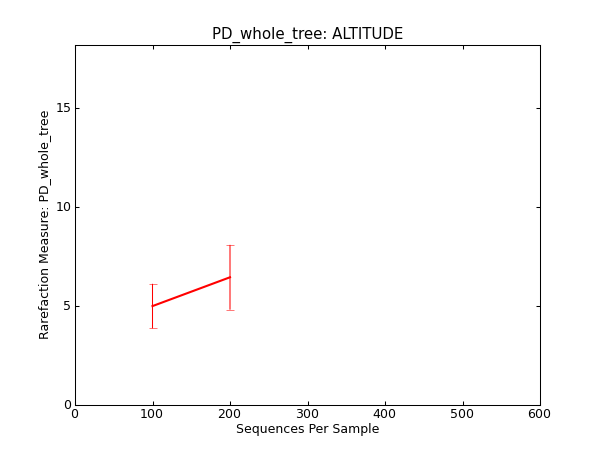 PD_whole_tree: ALTITUDE
15
10
5
0
Rarefaction Measure: PD_whole_tree
0 100 200 300 400 500 600
Sequences Per Sample